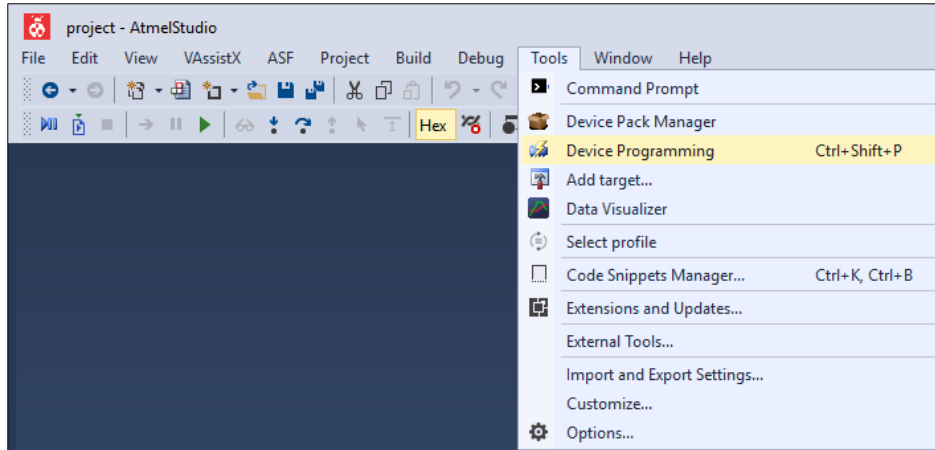 project - AtmelStudio
File Edit View VAssistX ASF Project Build Debug Tools Window Help
Hex
Command Prompt
Device Pack Manager
Device Programming Ctrl+Shift+P
Add target...
Data Visualizer
Select profile
Code Snippets Manager... Ctrl+K, Ctrl+B
Extensions and Updates...
External Tools...
Import and Export Settings...
Customize...
Options...